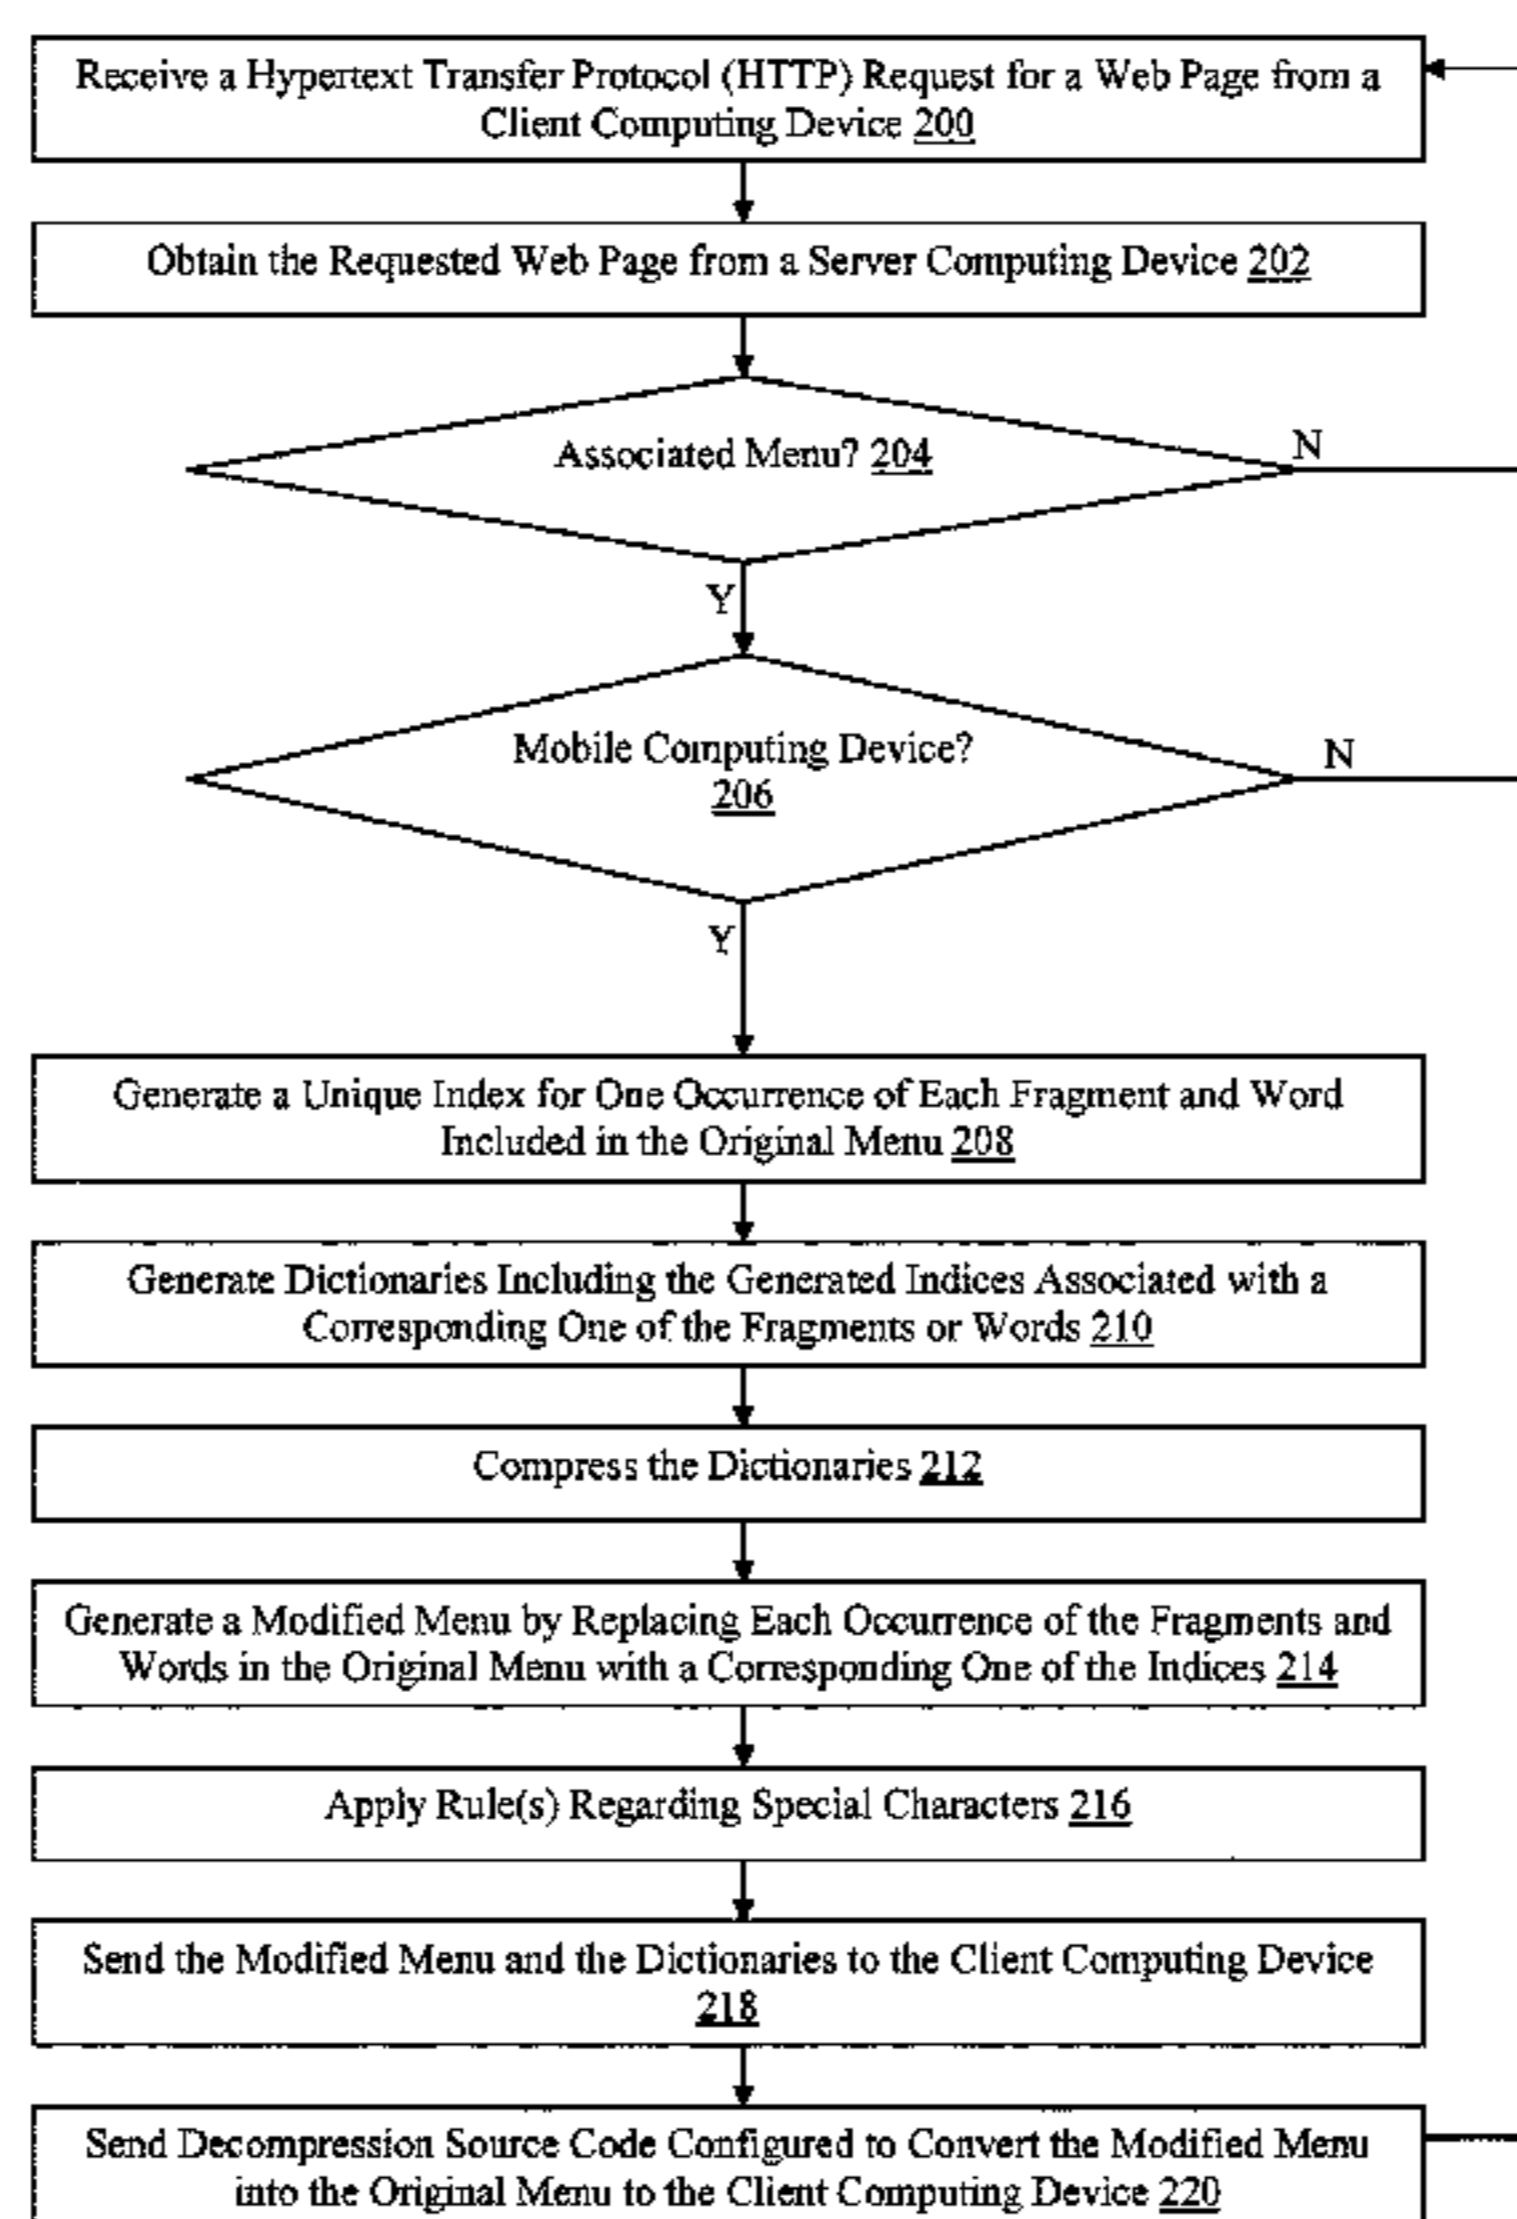 Receive a Hypertext Transfer Protocol (HTTP) Request for a Web Page from a
Client Computing Device 200
Obtain the Requested Web Page from a Server Computing Device 202
Associated Menu? 204
N
Y
Mobile Computing Device?
206
N
Y
Generate a Unique Index for One Occurrence of Each Fragment and Word
Included in the Original Menu 208
Generate Dictionaries Including the Generated Indices Associated with a
Corresponding One of the Fragments or Words 210
Compress the Dictionaries 212
Generate a Modified Menu by Replacing Each Occurrence of the Fragments and
Words in the Original Menu with a Corresponding One of the Indices 214
Apply Rule(s) Regarding Special Characters 216
Send the Modified Menu and the Dictionaries to the Client Computing Device
218
Send Decompression Source Code Configured to Convert the Modified Menu
into the Original Menu to the Client Computing Device 220